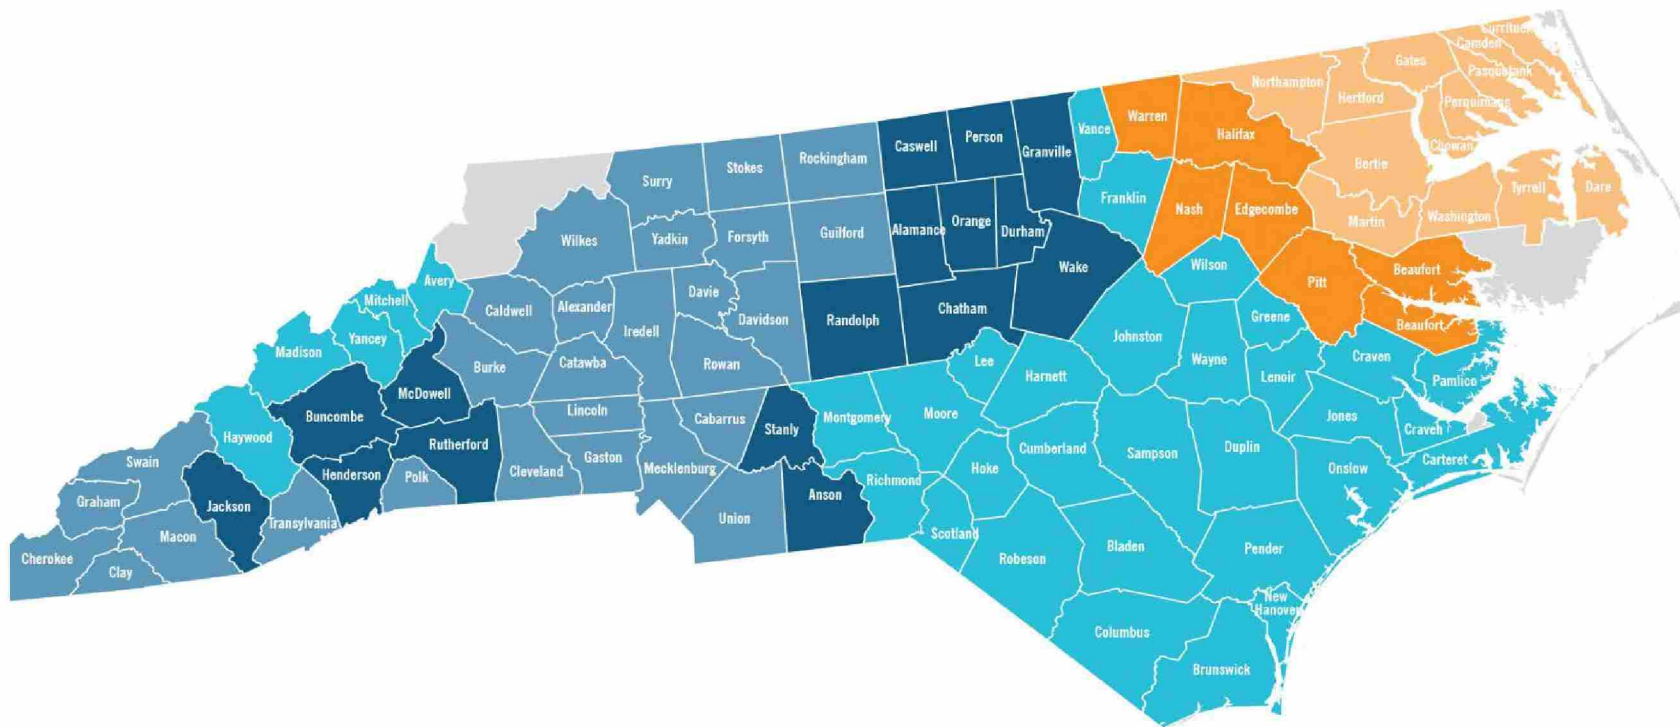 Currituck
Camden
Gates
Pasquotank
Northampton
Hertford
Perquimans
Warren
Halifax
Vance
Person
Caswell
Granville
Chowan
Rockingham
Stokes
Bertie
Surry
Tyrrell
Dare
Franklin
Nash
Edgecombe
Washington
Martin
Orange
Alamance
Durham
Guilford
Forsyth
Yadkin
Wilkes
Wilson
Wake
Beaufort
Avery
Pitt
Davie
Mitchell
Caldwell
Alexander
Chatham
Greene
Davidson
Randolph
Beaufort
Iredell
Yancey
Johnston
Madison
Craven
Wayne
Lee
Rowan
Catawba
Burke
Harnett
Lenoir
Pamlico
McDowell
Lincoln
Moore
Montgomery
Buncombe
Cabarrus
Jones
Stanly
Craven
Haywood
Rutherford
Duplin
Cumberland
Sampson
Gaston
Carteret
Swain
Hoke
Onslow
Mecklenburg
Cleveland
Polk
Henderson
Richmond
Anson
Graham
Jackson
Union
Transylvania
Scotland
Macon
Bladen
Pender
Cherokee
Robeson
Clay
New
Hanover
Columbus
Brunswick